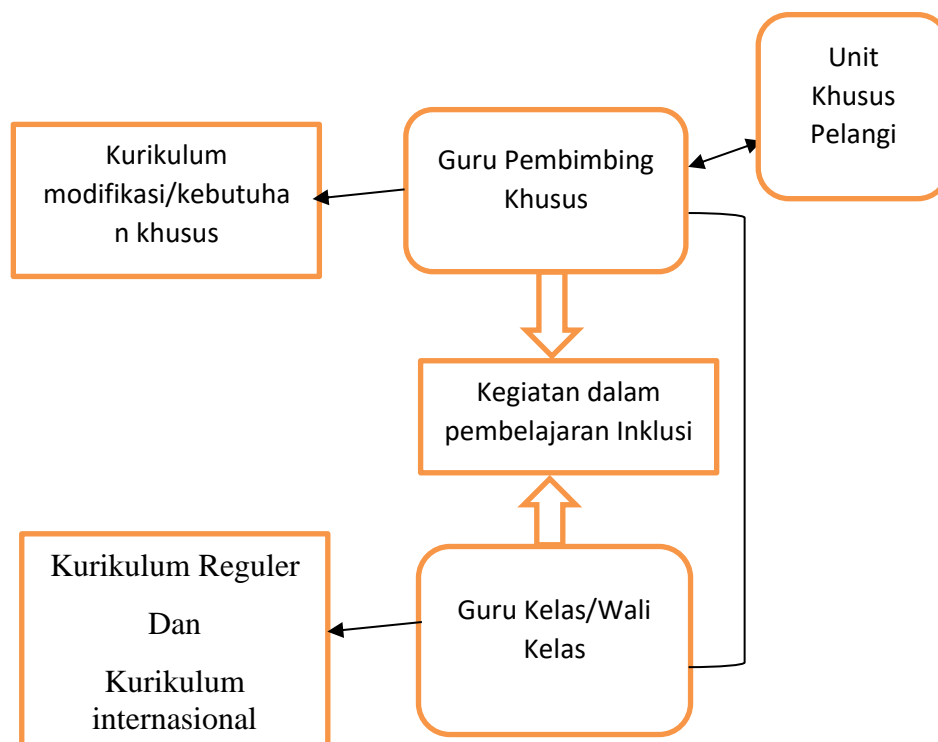 Unit
Khusus
Pelangi
Kurikulum
modifikasi/kebutuha
n khusus
Guru Pembimbing
Khusus
Kegiatan dalam
pembelajaran Inklusi
Kurikulum Reguler
Dan
Kurikulum
internasional
Guru Kelas/Wali
Kelas